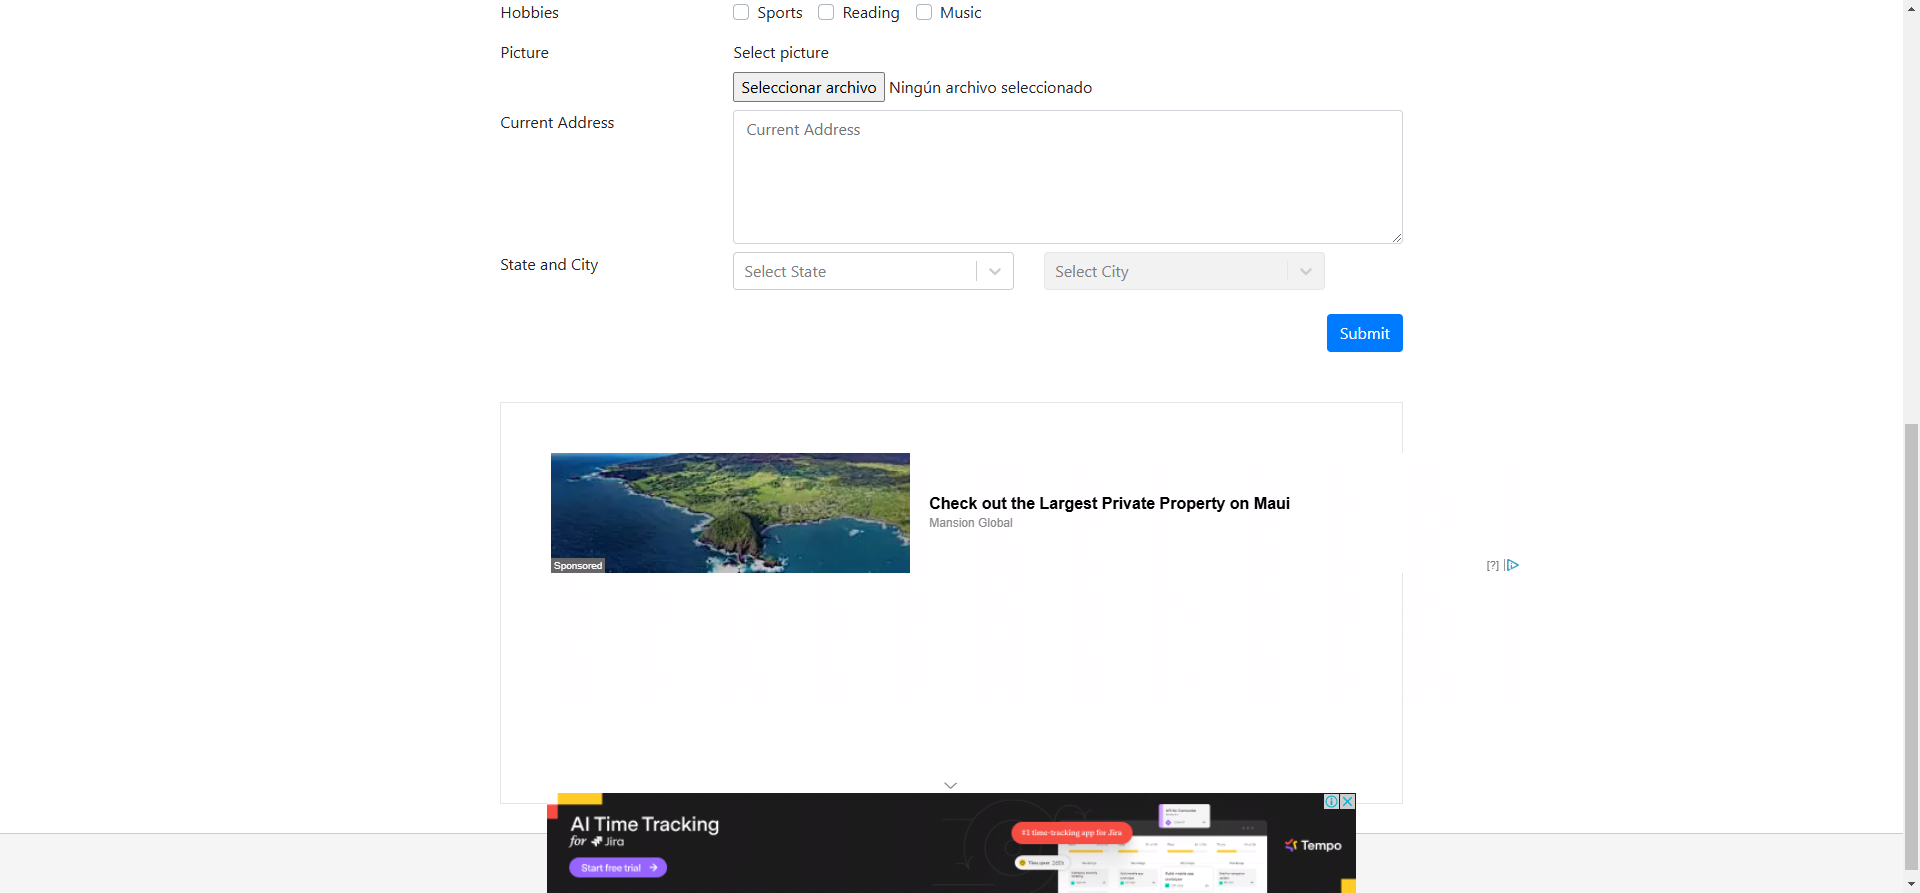 Hobbies
Sports Reading Music
Picture
Select picture
Seleccionar archivo Ningún archivo seleccionado
Current Address
Current Address
State and City
Select State
Select City
Submit
Sponsored
Check out the Largest Private Property on Maui
Mansion Global
[?]
AI Time Tracking
for Jira
Start free trial
#1 time-tracking app for Jira
Tempo